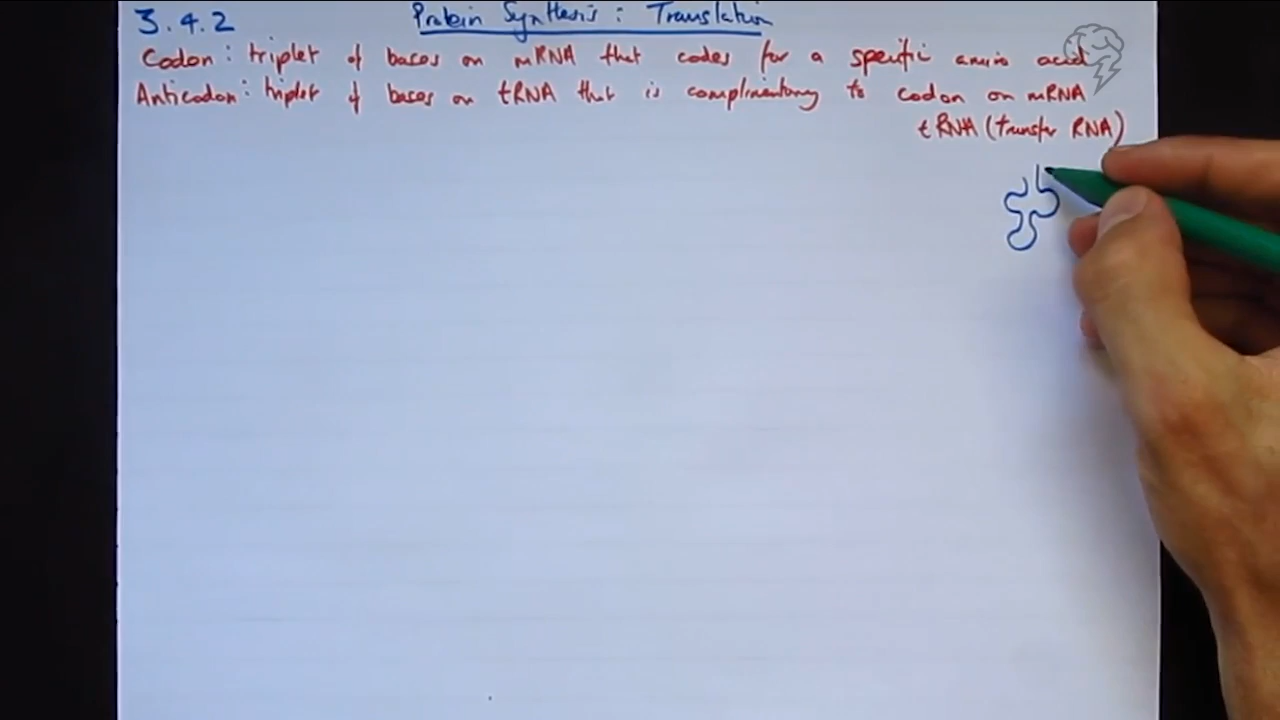 3.4.2 Protein Synthesis : Translation
Codon : triplet of bases on mRNA that codes for a specific amino acid
Anticodon : triplet of bases on tRNA that is complimentary to codon on mRNA
tRNA (transfer RNA)